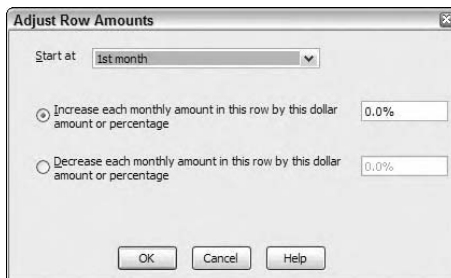 Adjust Row Amounts
Start at 1st month
Increase each monthly amount in this row by this dollar 0.0%
amount or percentage
Decrease each monthly amount in this row by this dollar 0.0%
amount or percentage
OK Cancel Help